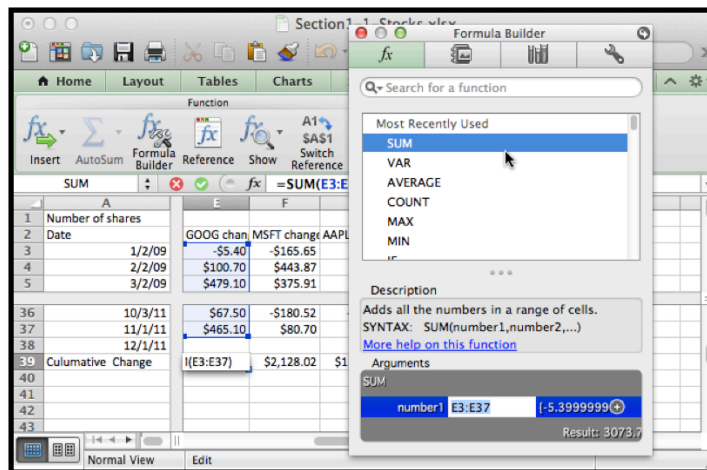 Section1_1_Stocks.xlsx
Formula Builder
Home Layout Tables Charts
Function
Search for a function
Most Recently Used
SUM
VAR
AVERAGE
COUNT
MAX
MIN
Insert AutoSum Formula Builder Reference Show Switch Reference
A1
$A$1
SUM fx =SUM(E3:E
A E F
1 Number of shares
2 Date GOOG chan MSFT change AAPL
3 1/2/09 -$5.40 -$165.65
4 2/2/09 $100.70 $443.87
5 3/2/09 $479.10 $375.91
36 10/3/11 $67.50 -$180.52
37 11/1/11 $465.10 $80.70
38 12/1/11
39 Culumative Change I(E3:E37) $2,128.02 $1
40
41
42
43
Description
Adds all the numbers in a range of cells.
SYNTAX: SUM(number1,number2,...)
More help on this function
Arguments
SUM
number1 E3:E37 {-5.3999999
Result: 3073.7
Normal View Edit